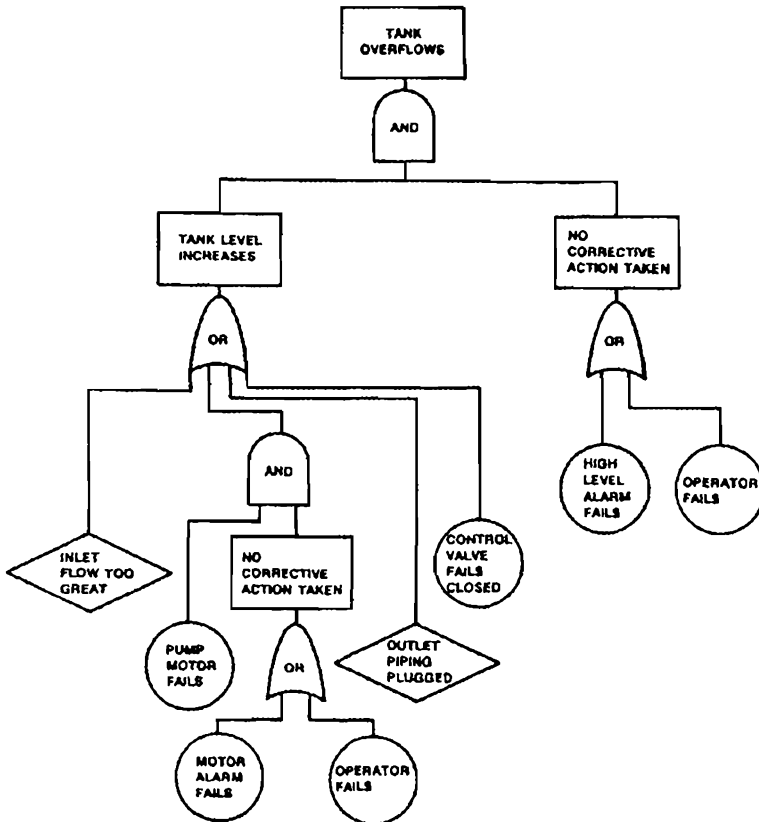 TANK
OVERFLOWS
AND
TANK LEVEL
INCREASES
NO
CORRECTIVE
ACTION TAKEN
OR
OR
HIGH
LEVEL
ALARM
FAILS
OPERATOR
FAILS
AND
INLET
FLOW TOO
GREAT
NO
CORRECTIVE
ACTION TAKEN
CONTROL
VALVE
FAILS
CLOSED
PUMP
MOTOR
FAILS
OR
OUTLET
PIPING
PLUGGED
MOTOR
ALARM
FAILS
OPERATOR
FAILS